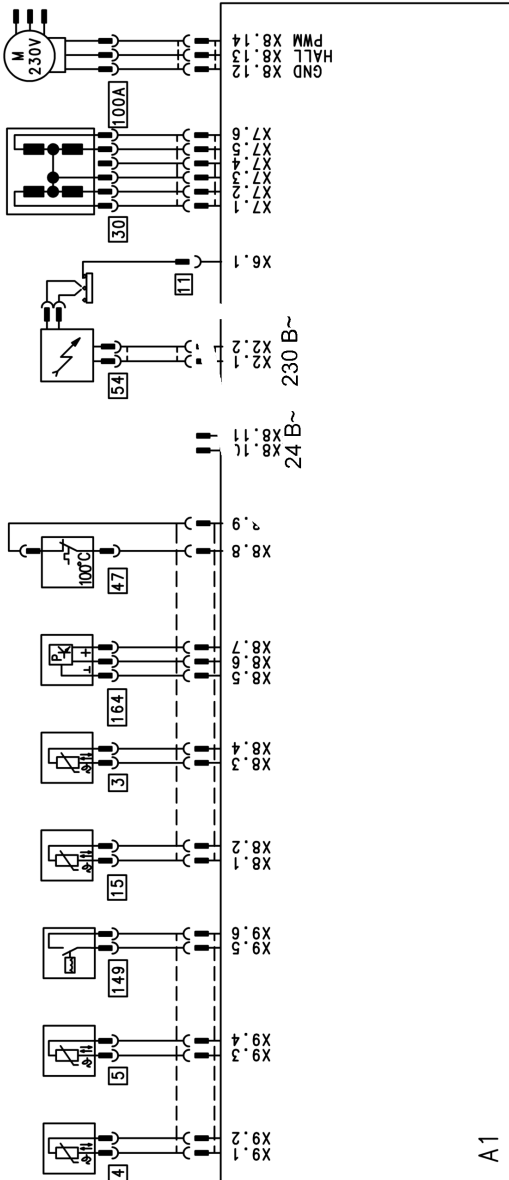 M
230V
PWM X8.14
HALL X8.13
GND X8.12
100A
X7.6
X7.5
X7.4
X7.3
X7.2
X7.1
30
X6.1
11
X2.2
X2.1
230 В~
54
X8.11
X8.1
24 В~
.9
X8.8
100°C
47
P
X8.7
X8.6
X8.5
+
⊥
164
X8.4
X8.3
ϑ
3
X8.2
X8.1
ϑ
15
X9.6
X9.5
149
X9.4
X9.3
ϑ
5
X9.2
X9.1
ϑ
4
A1